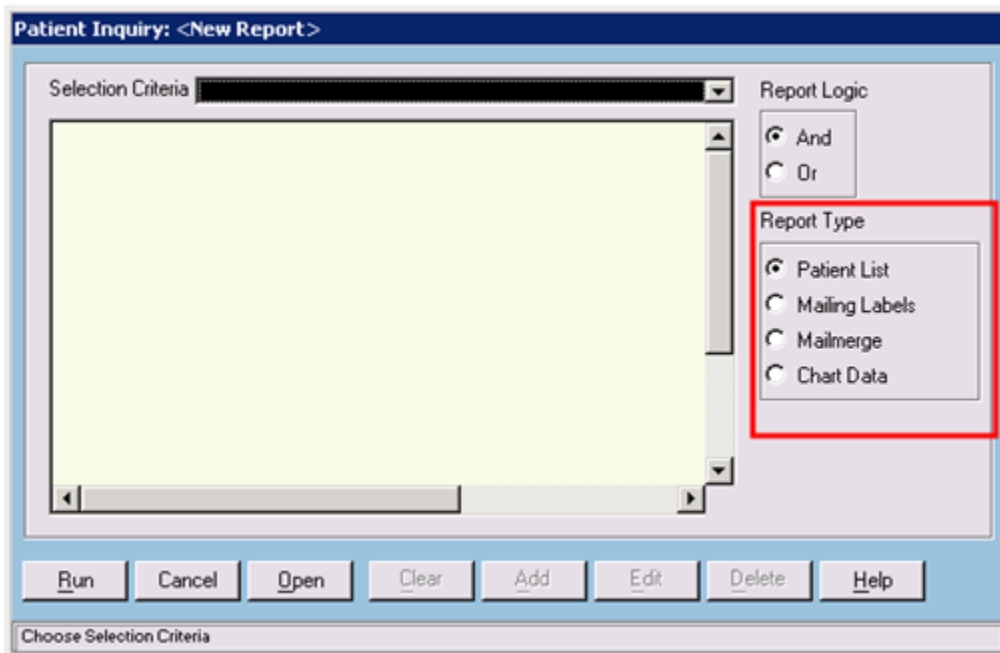 Patient Inquiry: <New Report>
Selection Criteria
Report Logic
And
Or
Report Type
Patient List
Mailing Labels
Mailmerge
Chart Data
Run Cancel Open Clear Add Edit Delete Help
Choose Selection Criteria